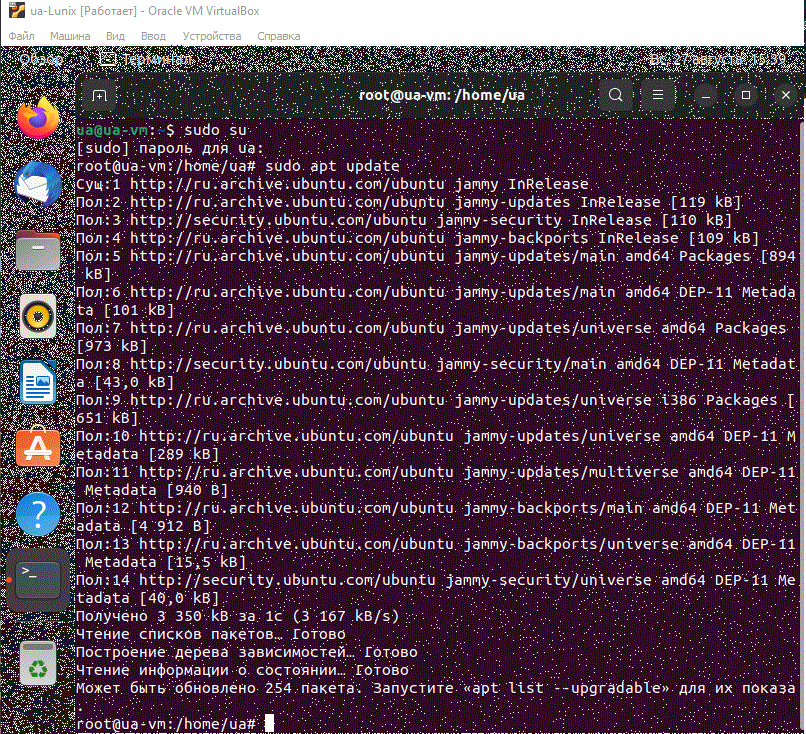 ua-Lunix [Работает] - Oracle VM VirtualBox
Файл Машина Вид Ввод Устройства Справка
Обзор Терминал Вс, 27 августа 15:39
root@ua-vm: /home/ua
ua@ua-vm:~$ sudo su
[sudo] пароль для ua:
root@ua-vm:/home/ua# sudo apt update
Сущ:1 http://ru.archive.ubuntu.com/ubuntu jammy InRelease
Пол:2 http://ru.archive.ubuntu.com/ubuntu jammy-updates InRelease [119 kB]
Пол:3 http://security.ubuntu.com/ubuntu jammy-security InRelease [110 kB]
Пол:4 http://ru.archive.ubuntu.com/ubuntu jammy-backports InRelease [109 kB]
Пол:5 http://ru.archive.ubuntu.com/ubuntu jammy-updates/main amd64 Packages [894
kB]
Пол:6 http://ru.archive.ubuntu.com/ubuntu jammy-updates/main amd64 DEP-11 Metada
ta [101 kB]
Пол:7 http://ru.archive.ubuntu.com/ubuntu jammy-updates/universe amd64 Packages
[973 kB]
Пол:8 http://security.ubuntu.com/ubuntu jammy-security/main amd64 DEP-11 Metadat
a [43,0 kB]
Пол:9 http://ru.archive.ubuntu.com/ubuntu jammy-updates/universe i386 Packages [
651 kB]
Пол:10 http://ru.archive.ubuntu.com/ubuntu jammy-updates/universe amd64 DEP-11 M
etadata [289 kB]
Пол:11 http://ru.archive.ubuntu.com/ubuntu jammy-updates/multiverse amd64 DEP-11
Metadata [940 B]
Пол:12 http://ru.archive.ubuntu.com/ubuntu jammy-backports/main amd64 DEP-11 Met
adata [4 912 B]
Пол:13 http://ru.archive.ubuntu.com/ubuntu jammy-backports/universe amd64 DEP-11
Metadata [15,5 kB]
Пол:14 http://security.ubuntu.com/ubuntu jammy-security/universe amd64 DEP-11 Me
tadata [40,0 kB]
Получено 3 350 kB за 1с (3 167 kB/s)
Чтение списков пакетов… Готово
Построение дерева зависимостей… Готово
Чтение информации о состоянии… Готово
Может быть обновлено 254 пакета. Запустите «apt list --upgradable» для их показа
.
root@ua-vm:/home/ua#